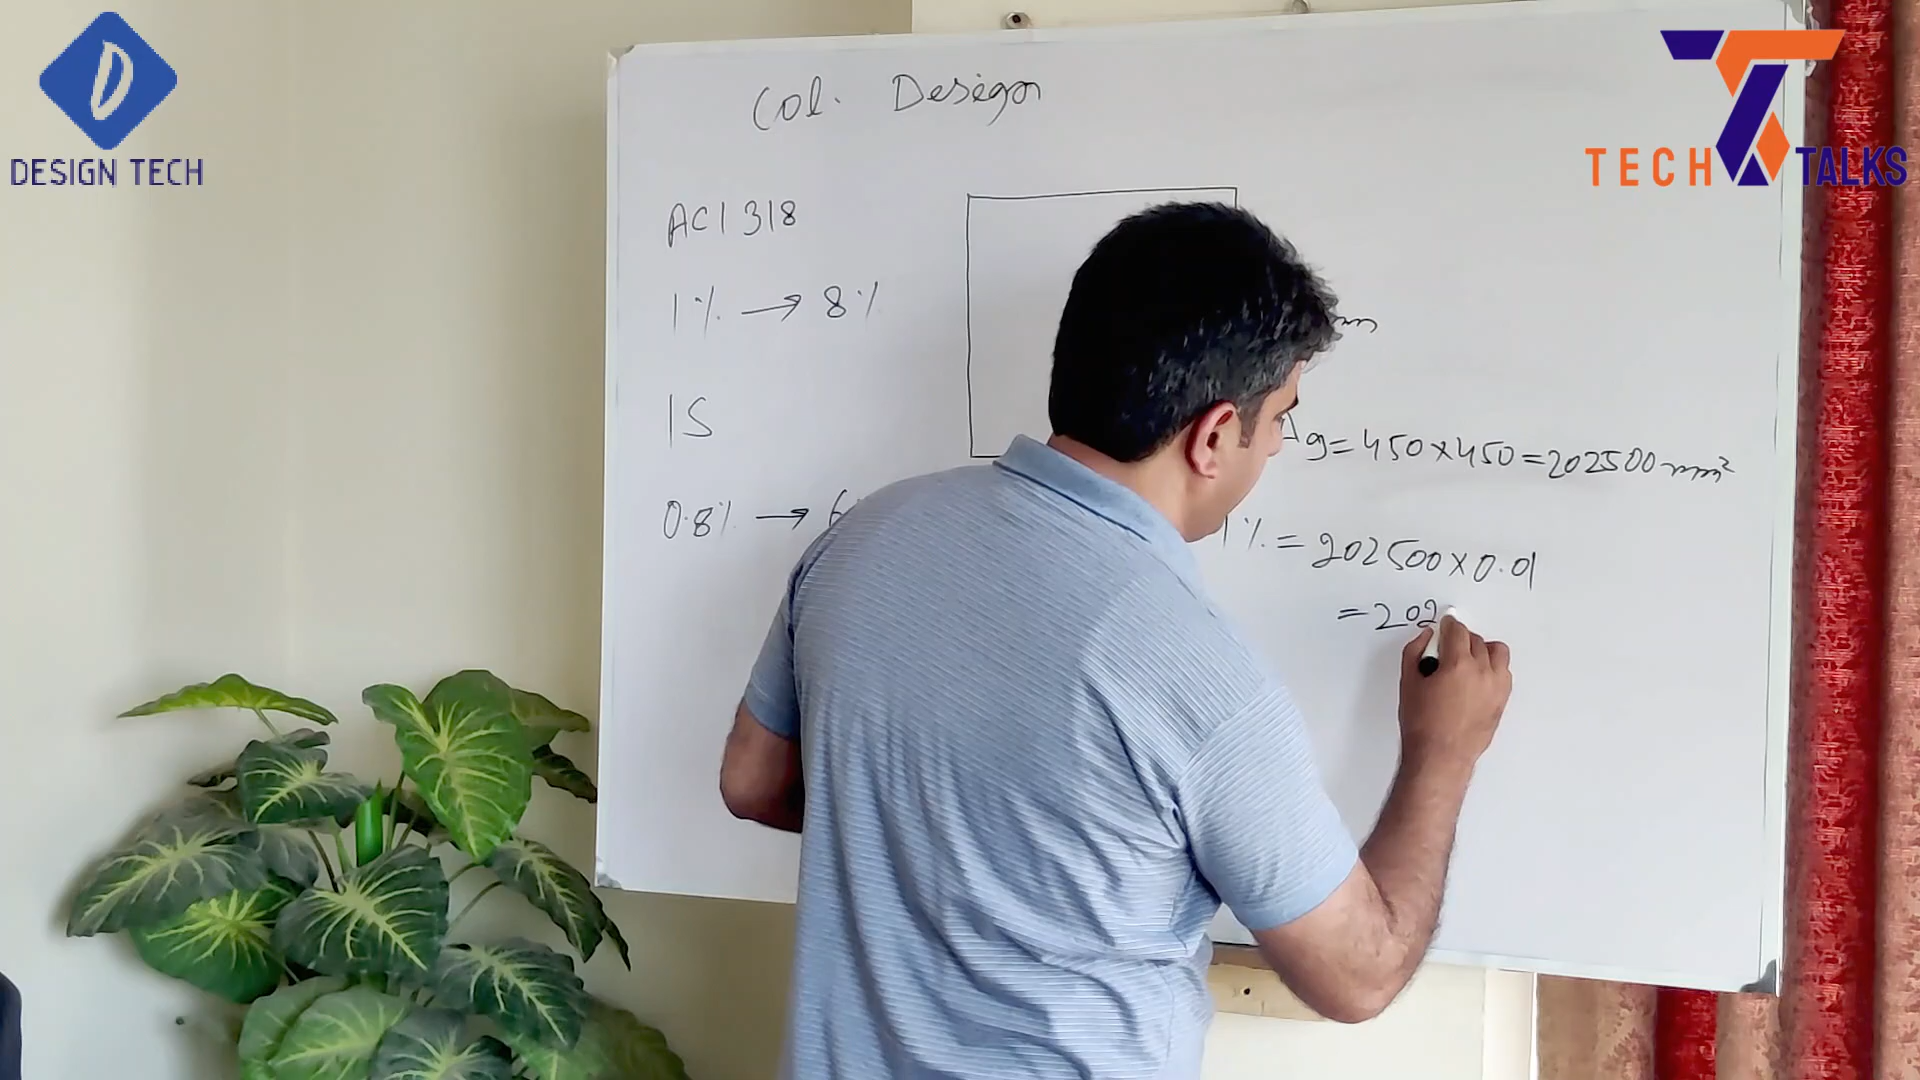 DESIGN TECH
TECH TALKS
Col. Design
ACI 318
1% → 8%
IS
0.8% → 6
Ag = 450 x 450 = 202500 mm²
1% = 202500 x 0.01
= 202